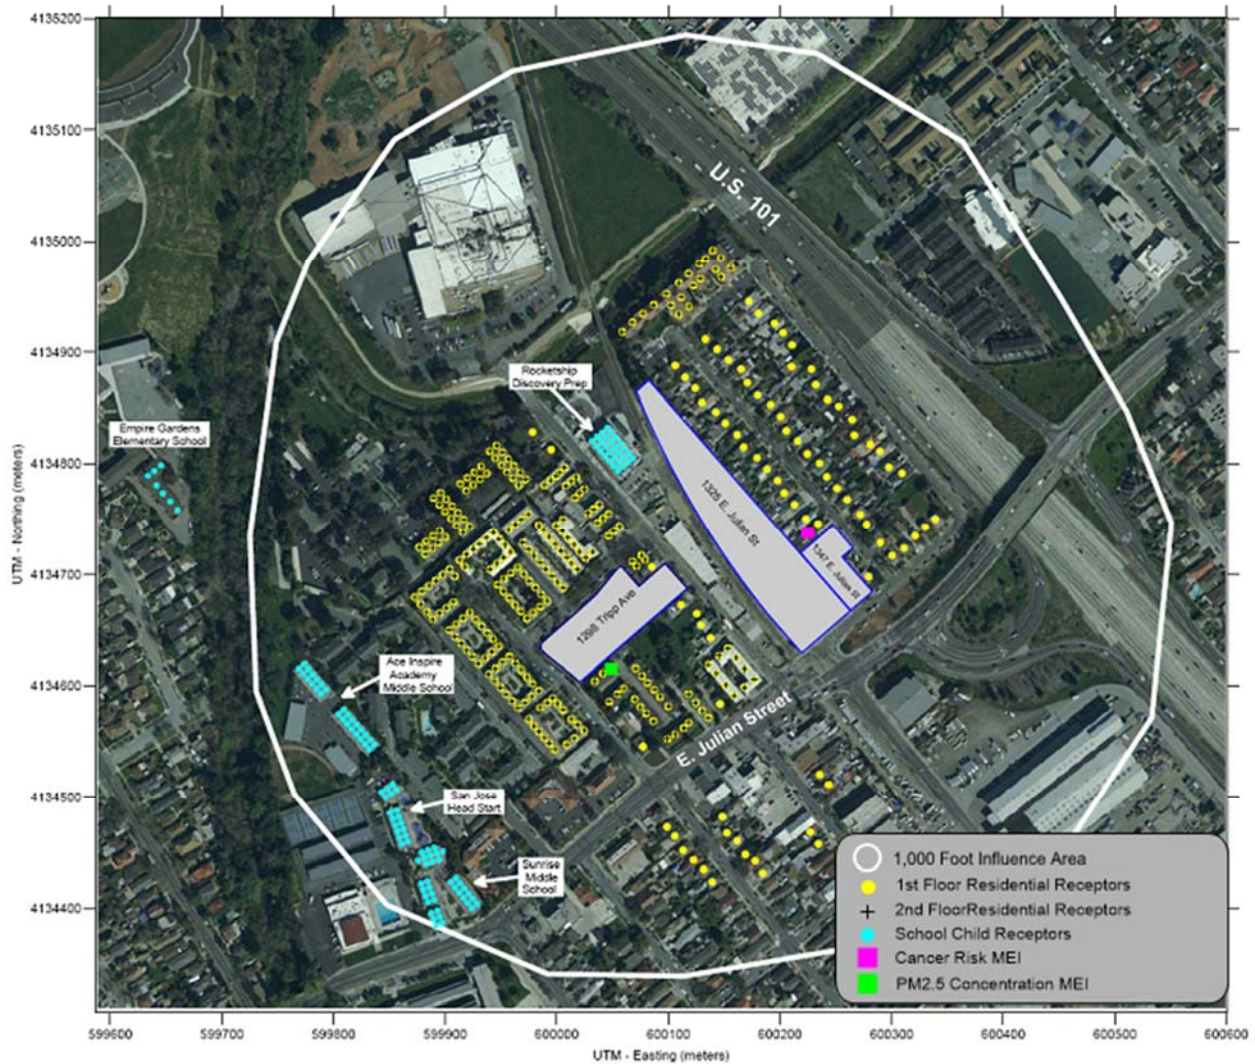 4135200
4135100
4135000
4134900
4134800
4134700
4134600
4134500
4134400
UTM - Northing (meters)
U.S. 101
Rocketship
Discovery Prep
Empire Gardens
Elementary School
1325 E. Julian St
1347 E. Julian St
1298 Tripp Ave
Ace Inspire
Academy
Middle School
E. Julian Street
San Jose
Head Start
Sunrise
Middle
School
1,000 Foot Influence Area
1st Floor Residential Receptors
2nd FloorResidential Receptors
School Child Receptors
Cancer Risk MEI
PM2.5 Concentration MEI
599600 599700 599800 599900 600000 600100 600200 600300 600400 600500 600600
UTM - Easting (meters)